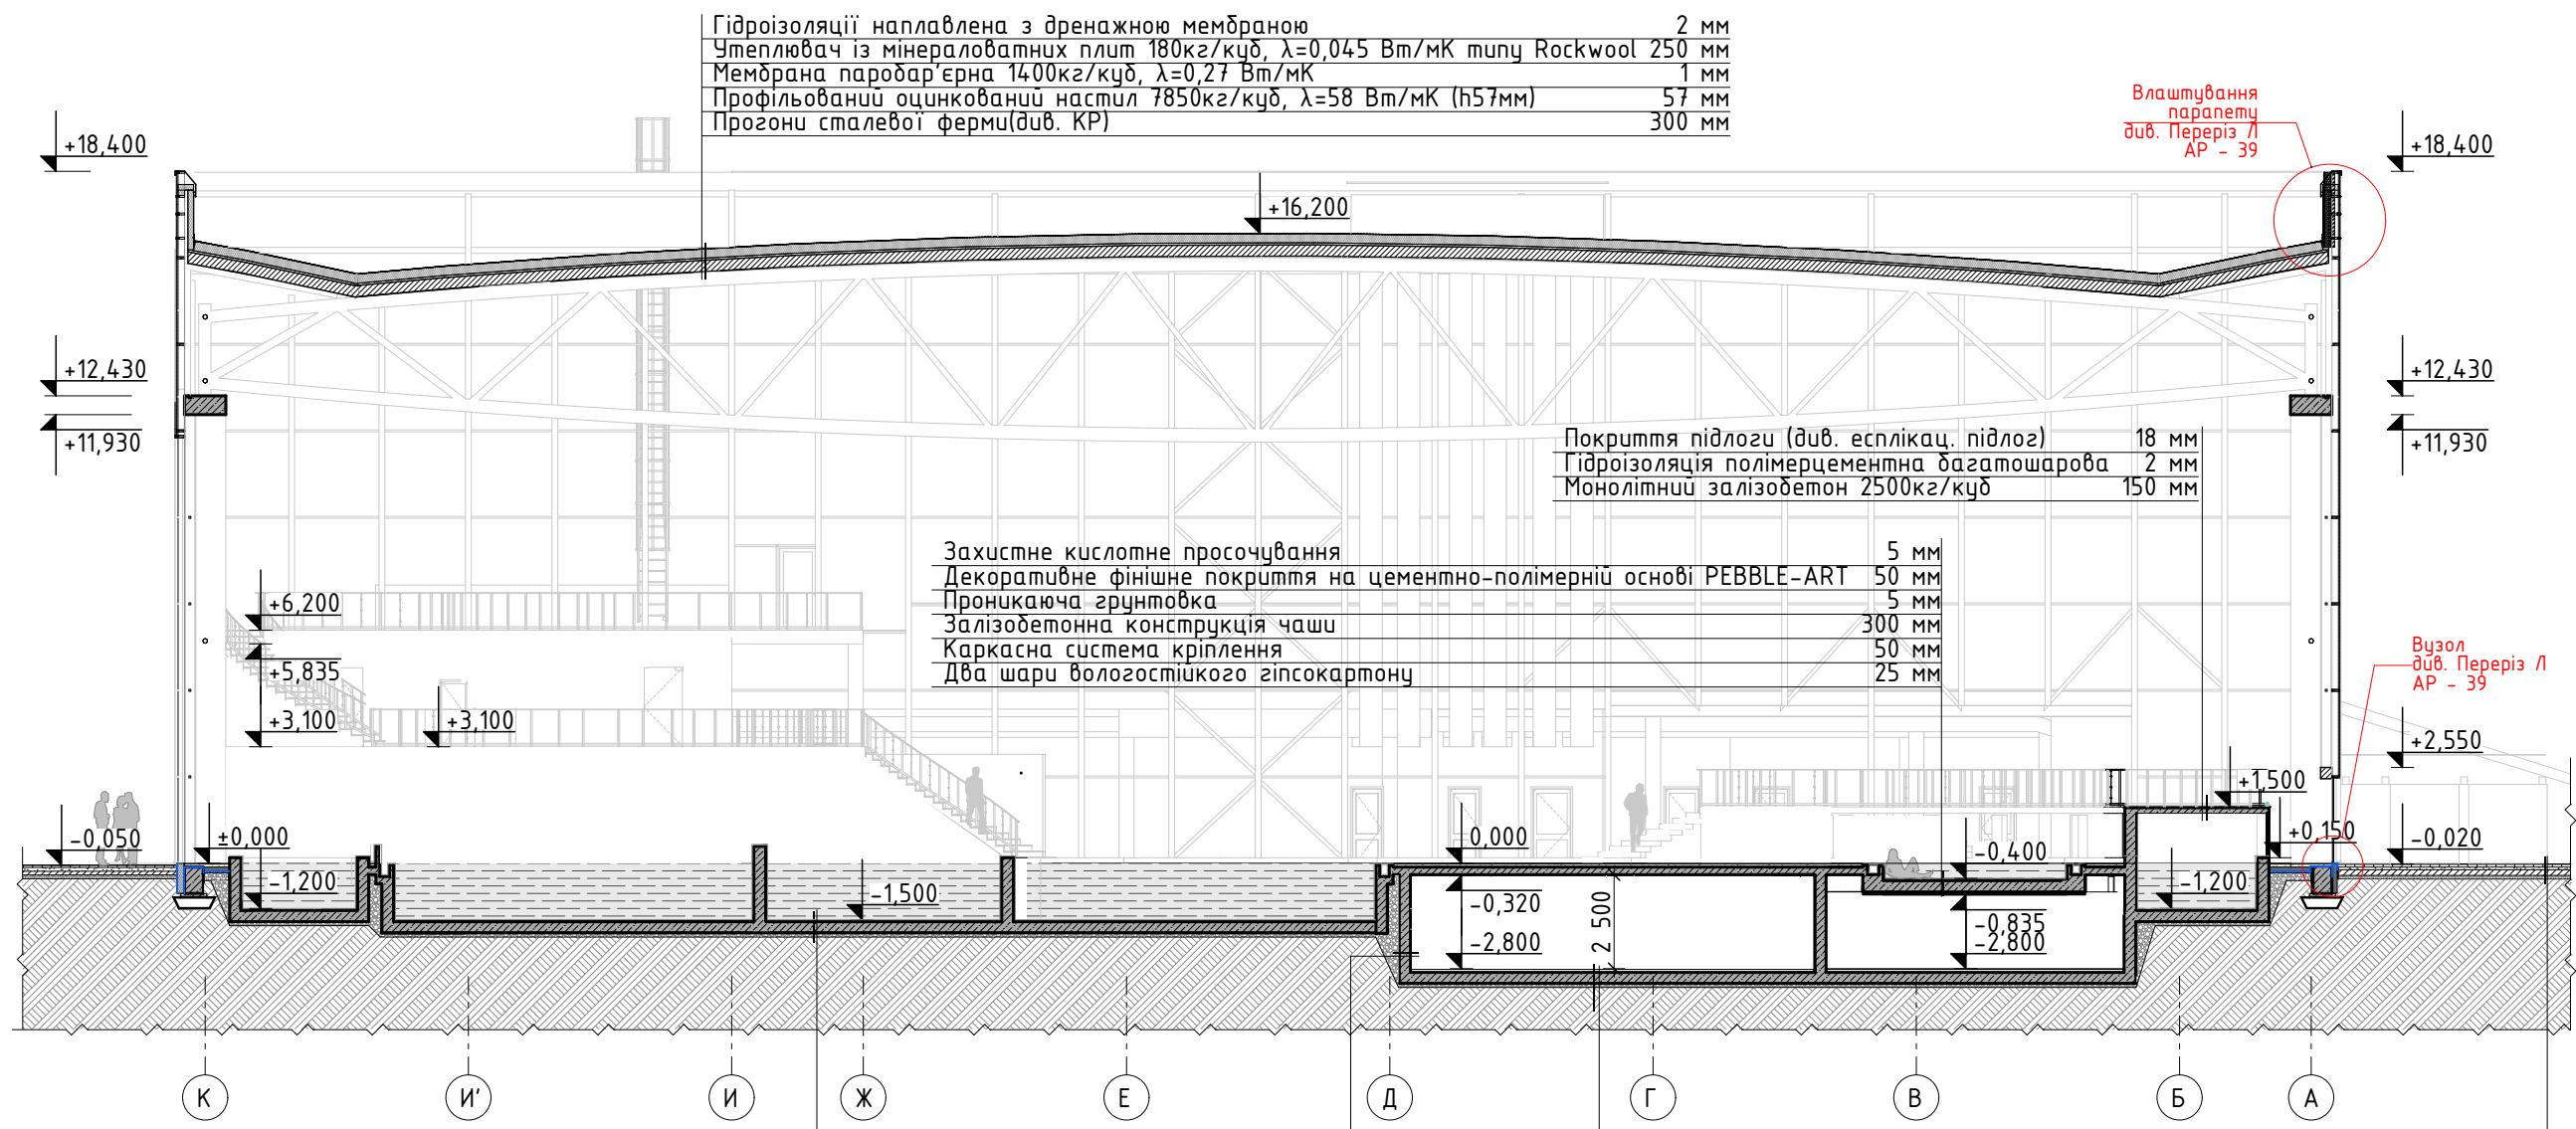 Гідроізоляції наплавлена з дренажною мембраною 2 мм
Утеплювач із мінераловатних плит 180кг/куб, λ=0,045 Вт/мК типу Rockwool 250 мм
Мембрана паробар'єрна 1400кг/куб, λ=0,27 Вт/мК 1 мм
Профільований оцинкований настил 7850кг/куб, λ=58 Вт/мК (h57мм) 57 мм
Прогони сталевої ферми(див. КР) 300 мм
Влаштування
парапету
див. Переріз Л
АР - 39
+18,400
+18,400
+16,200
+12,430
+12,430
+11,930
+11,930
Покриття підлоги (див. есплікац. підлог) 18 мм
Гідроізоляція полімерцементна багатошарова 2 мм
Монолітний залізобетон 2500кг/куб 150 мм
Захистне кислотне просочування 5 мм
Декоративне фінішне покриття на цементно-полімерній основі PEBBLE-ART 50 мм
Проникаюча грунтовка 5 мм
Залізобетонна конструкція чаши 300 мм
Каркасна система кріплення 50 мм
Два шари вологостійкого гіпсокартону 25 мм
+6,200
+5,835
+3,100
+3,100
Вузол
див. Переріз Л
АР - 39
+2,550
+1,500
-0,050
±0,000
0,000
-0,400
+0,150
-0,020
-1,200
-1,500
-0,320
-2,800
2 500
-0,835
-2,800
-1,200
К
И'
И
Ж
Е
Д
Г
В
Б
А